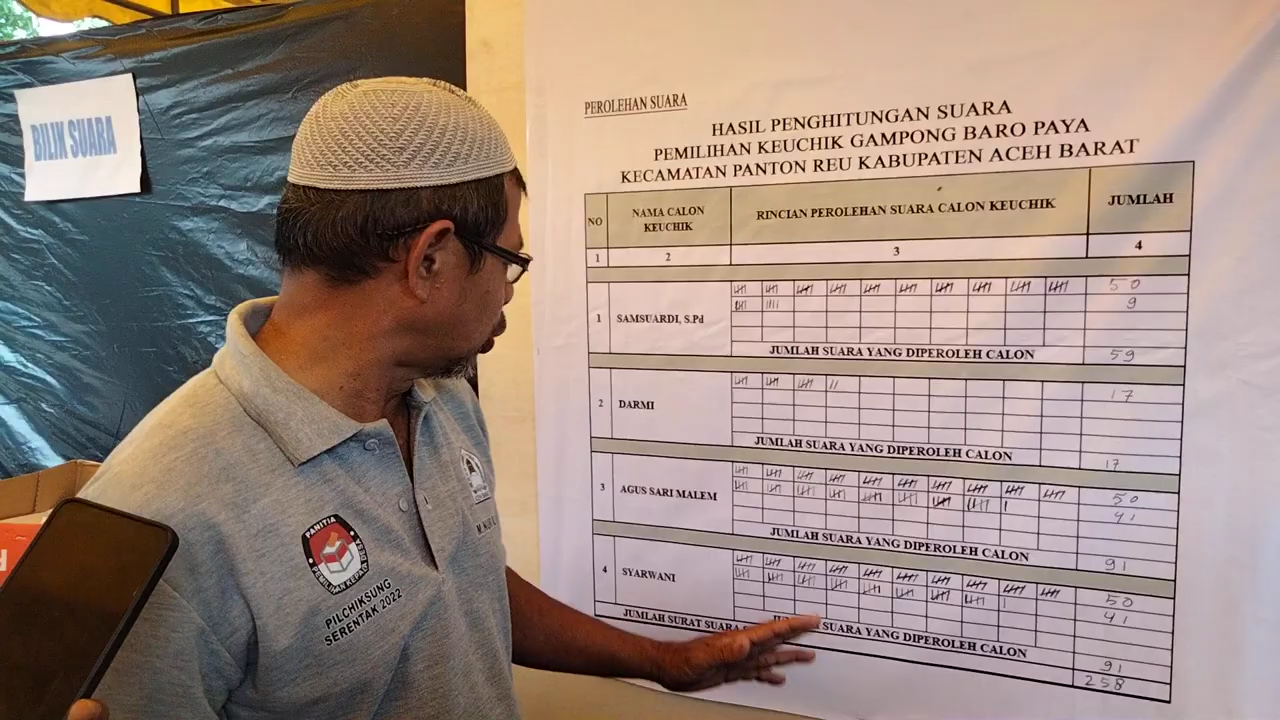 BILIK SUARA
PEROLEHAN SUARA
HASIL PENGHITUNGAN SUARA
PEMILIHAN KEUCHIK GAMPONG BARO PAYA
KECAMATAN PANTON REU KABUPATEN ACEH BARAT
NO NAMA CALON KEUCHIK RINCIAN PEROLEHAN SUARA CALON KEUCHIK JUMLAH
1 2 3 4
1 SAMSUARDI, S.Pd 50
9
JUMLAH SUARA YANG DIPEROLEH CALON 59
2 DARMI 17
JUMLAH SUARA YANG DIPEROLEH CALON 17
3 AGUS SARI MALEM 50
41
JUMLAH SUARA YANG DIPEROLEH CALON 91
4 SYARWANI 50
41
SUARA YANG DIPEROLEH CALON 91
JUMLAH SURAT SUARA 258
PANITIA
PEMILIHAN KEPALA DESA
PILCHIKSUNG
SERENTAK 2022